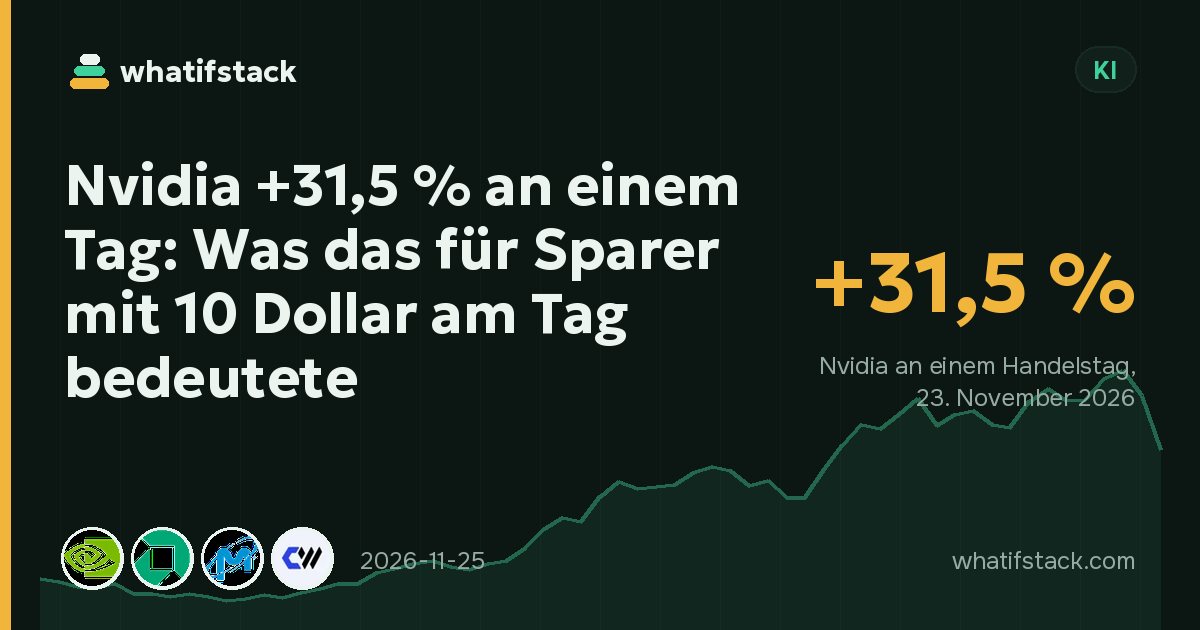 whatifstack
KI
Nvidia +31,5 % an einem
Tag: Was das für Sparer
mit 10 Dollar am Tag
bedeutete
+31,5 %
Nvidia an einem Handelstag,
23. November 2026
2026-11-25
whatifstack.com